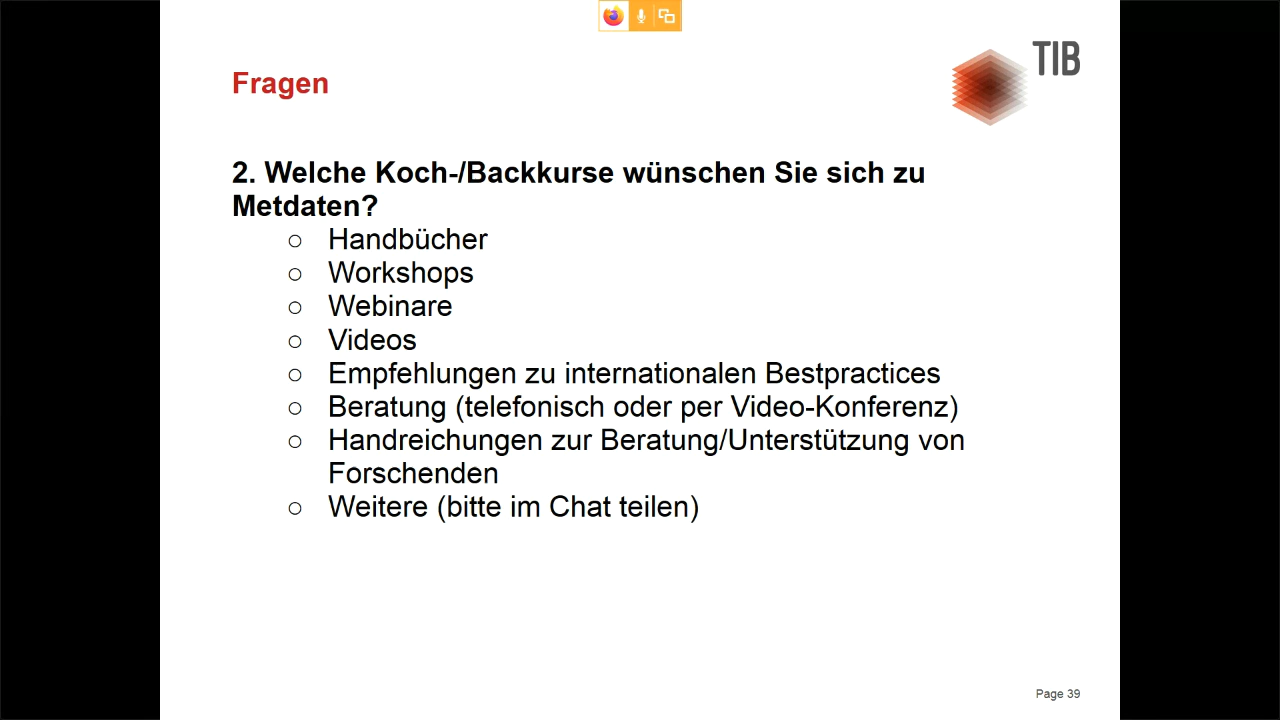 TIB
Fragen
2. Welche Koch-/Backkurse wünschen Sie sich zu
Metdaten?
○ Handbücher
○ Workshops
○ Webinare
○ Videos
○ Empfehlungen zu internationalen Bestpractices
○ Beratung (telefonisch oder per Video-Konferenz)
○ Handreichungen zur Beratung/Unterstützung von
Forschenden
○ Weitere (bitte im Chat teilen)
Page 39